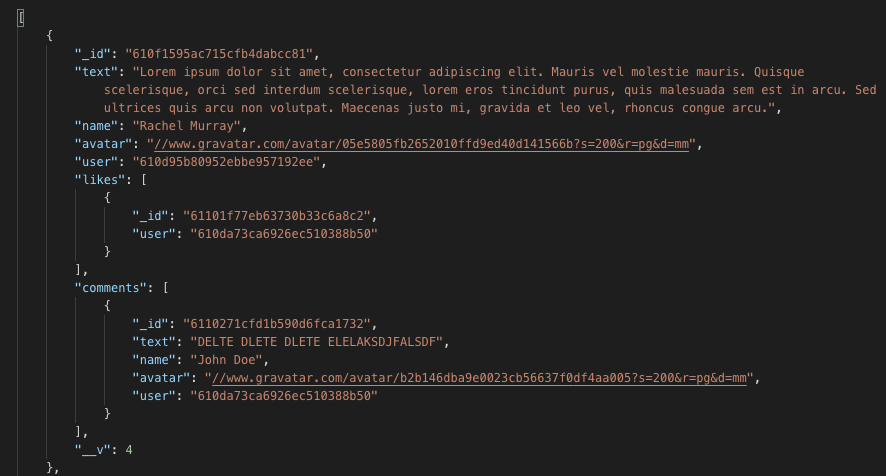 [
{
"_id": "610f1595ac715cfb4dabcc81",
"text": "Lorem ipsum dolor sit amet, consectetur adipiscing elit. Mauris vel molestie mauris. Quisque
scelerisque, orci sed interdum scelerisque, lorem eros tincidunt purus, quis malesuada sem est in arcu. Sed
ultrices quis arcu non volutpat. Maecenas justo mi, gravida et leo vel, rhoncus congue arcu.",
"name": "Rachel Murray",
"avatar": "//www.gravatar.com/avatar/05e5805fb2652010ffd9ed40d141566b?s=200&r=pg&d=mm",
"user": "610d95b80952ebbe957192ee",
"likes": [
{
"_id": "61101f77eb63730b33c6a8c2",
"user": "610da73ca6926ec510388b50"
}
],
"comments": [
{
"_id": "6110271cfd1b590d6fca1732",
"text": "DELTE DLETE DLETE ELELAKSDJFALSDF",
"name": "John Doe",
"avatar": "//www.gravatar.com/avatar/b2b146dba9e0023cb56637f0df4aa005?s=200&r=pg&d=mm",
"user": "610da73ca6926ec510388b50"
}
],
"__v": 4
},